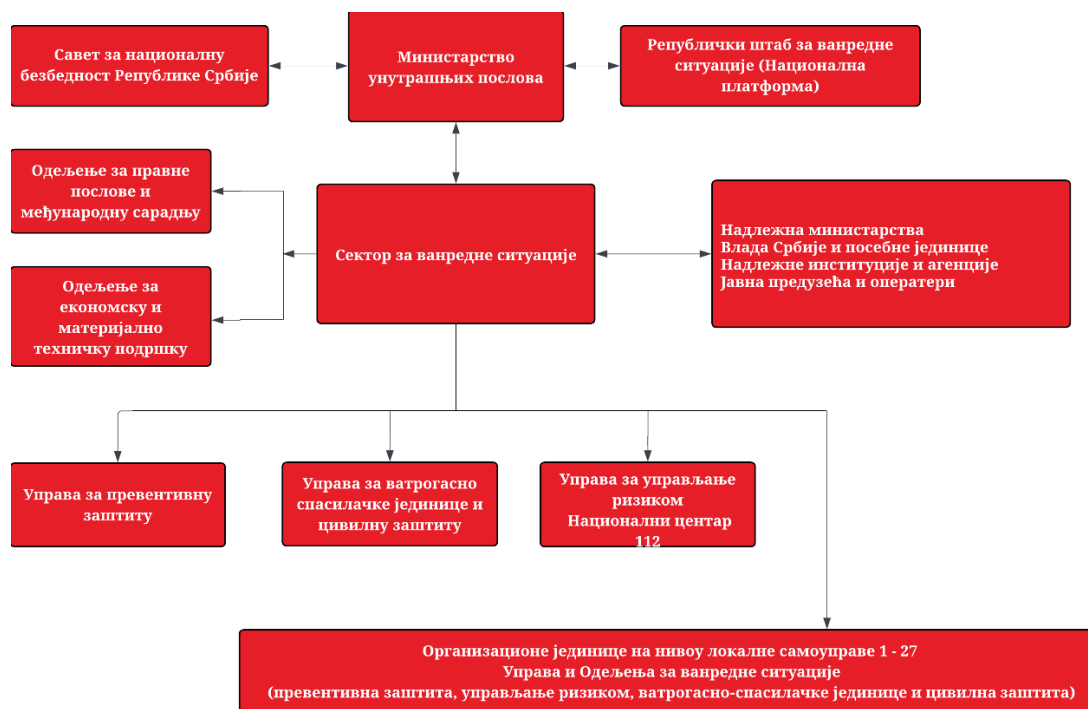 Савет за националну
безбедност Републике Србије
Министарство
унутрашњих послова
Републички штаб за ванредне
ситуације (Национална
платформа)
Одељење за правне
послове и
међународну сарадњу
Сектор за ванредне ситуације
Надлежна министарства
Влада Србије и посебне јединице
Надлежне институције и агенције
Јавна предузећа и оператери
Одељење за
економску и
материјално
техничку подршку
Управа за превентивну
заштиту
Управа за ватрогасно
спасилачке јединице и
цивилну заштиту
Управа за управљање
ризиком
Национални центар
112
Организационе јединице на нивоу локалне самоуправе 1 - 27
Управа и Одељења за ванредне ситуације
(превентивна заштита, управљање ризиком, ватрогасно-спасилачке јединице и цивилна заштита)